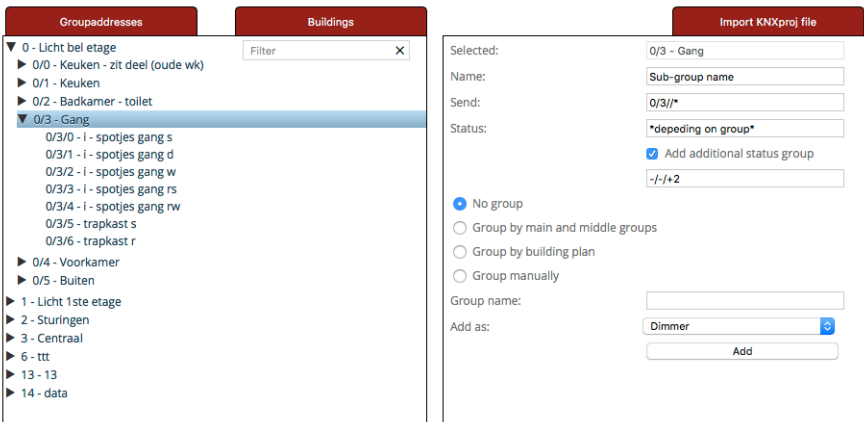 Groupaddresses
Buildings
Import KNXproj file
0 - Licht bel etage
Filter
0/0 - Keuken - zit deel (oude wk)
0/1 - Keuken
0/2 - Badkamer - toilet
0/3 - Gang
0/3/0 - i - spotjes gang s
0/3/1 - i - spotjes gang d
0/3/2 - i - spotjes gang w
0/3/3 - i - spotjes gang rs
0/3/4 - i - spotjes gang rw
0/3/5 - trapkast s
0/3/6 - trapkast r
0/4 - Voorkamer
0/5 - Buiten
1 - Licht 1ste etage
2 - Sturingen
3 - Centraal
6 - ttt
13 - 13
14 - data
Selected: 0/3 - Gang
Name: Sub-group name
Send: 0/3//*
Status: *depeding on group*
Add additional status group
-/-/+2
No group
Group by main and middle groups
Group by building plan
Group manually
Group name:
Add as: Dimmer
Add